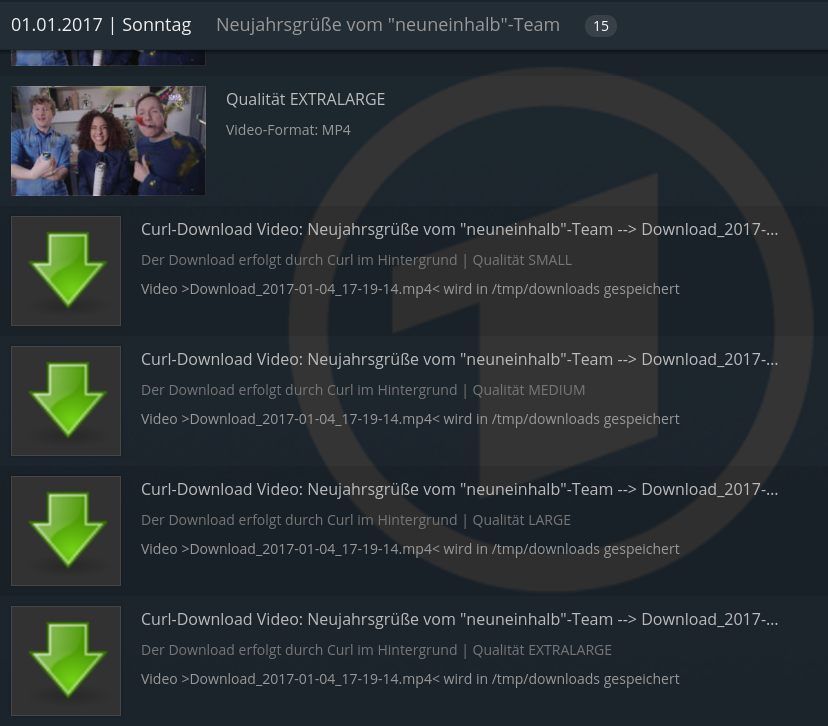 01.01.2017 | Sonntag Neujahrsgrüße vom "neuneinhalb"-Team 15
Qualität EXTRALARGE
Video-Format: MP4
Curl-Download Video: Neujahrsgrüße vom "neuneinhalb"-Team --> Download_2017-...
Der Download erfolgt durch Curl im Hintergrund | Qualität SMALL
Video >Download_2017-01-04_17-19-14.mp4< wird in /tmp/downloads gespeichert
Curl-Download Video: Neujahrsgrüße vom "neuneinhalb"-Team --> Download_2017-...
Der Download erfolgt durch Curl im Hintergrund | Qualität MEDIUM
Video >Download_2017-01-04_17-19-14.mp4< wird in /tmp/downloads gespeichert
Curl-Download Video: Neujahrsgrüße vom "neuneinhalb"-Team --> Download_2017-...
Der Download erfolgt durch Curl im Hintergrund | Qualität LARGE
Video >Download_2017-01-04_17-19-14.mp4< wird in /tmp/downloads gespeichert
Curl-Download Video: Neujahrsgrüße vom "neuneinhalb"-Team --> Download_2017-...
Der Download erfolgt durch Curl im Hintergrund | Qualität EXTRALARGE
Video >Download_2017-01-04_17-19-14.mp4< wird in /tmp/downloads gespeichert